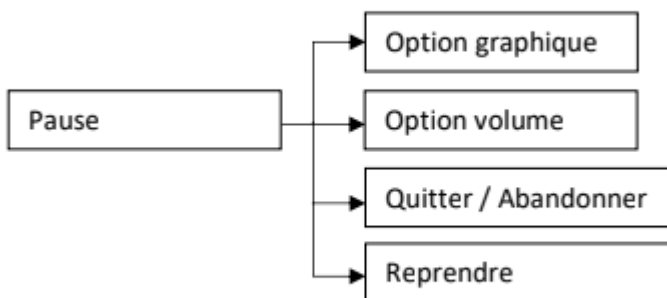 Option graphique
Pause
Option volume
Quitter / Abandonner
Reprendre